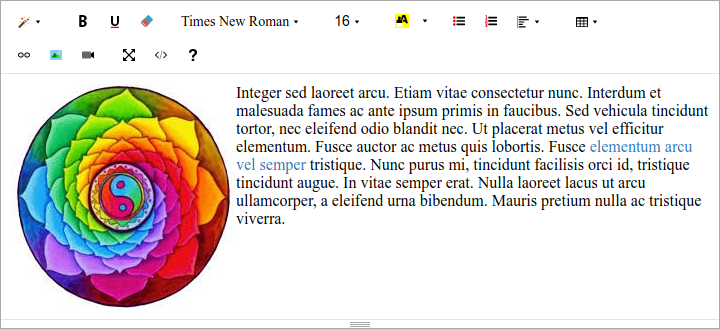 B U Times New Roman 16 A
</> ?
Integer sed laoreet arcu. Etiam vitae consectetur nunc. Interdum et
malesuada fames ac ante ipsum primis in faucibus. Sed vehicula tincidunt
tortor, nec eleifend odio blandit nec. Ut placerat metus vel efficitur
elementum. Fusce auctor ac metus quis lobortis. Fusce elementum arcu
vel semper tristique. Nunc purus mi, tincidunt facilisis orci id, tristique
tincidunt augue. In vitae semper erat. Nulla laoreet lacus ut arcu
ullamcorper, a eleifend urna bibendum. Mauris pretium nulla ac tristique
viverra.